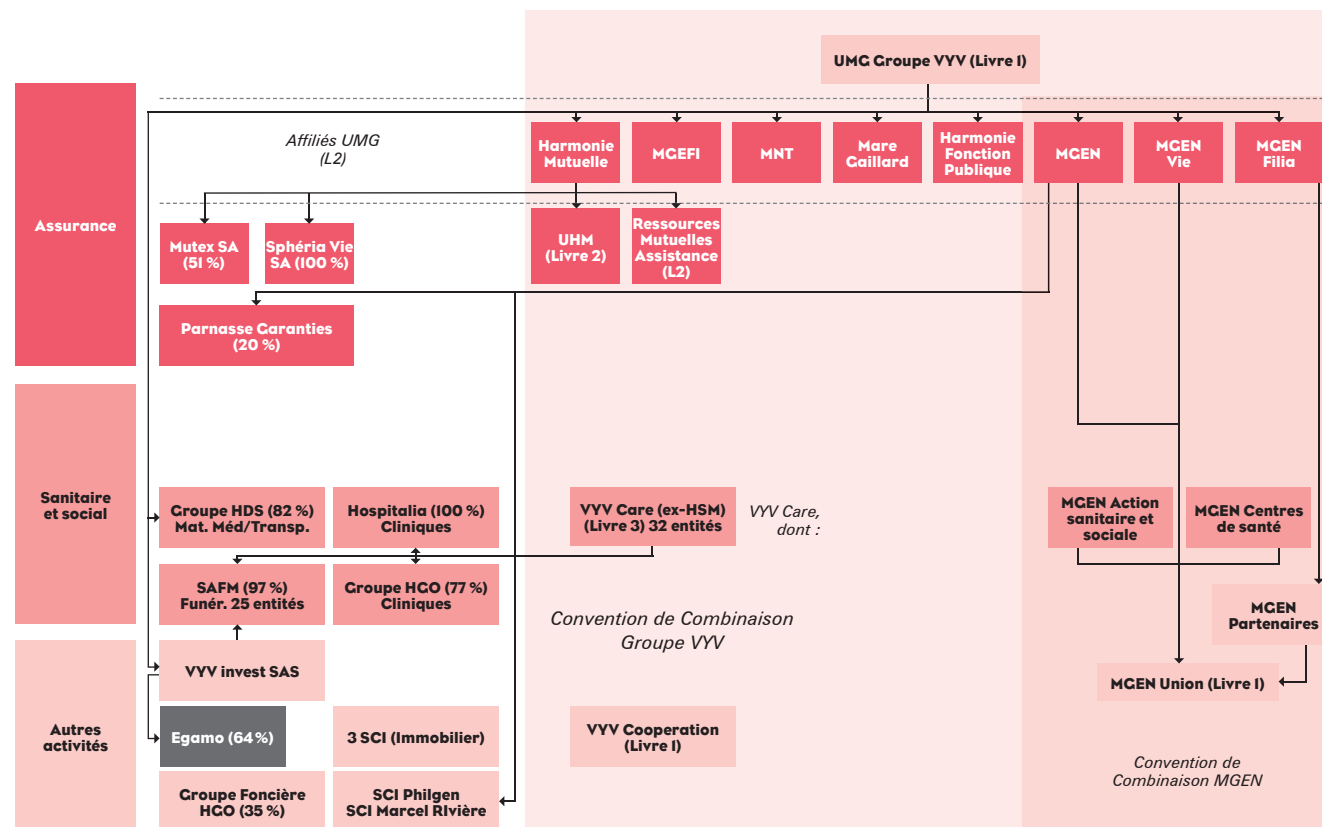 UMG Groupe VYV (Livre 1)
Assurance
Affiliés UMG
(L2)
Harmonie
Mutuelle
MGEFI
MNT
Mare
Gaillard
Harmonie
Fonction
Publique
MGEN
MGEN
Vie
MGEN
Filia
Mutex SA
(51 %)
Sphéria Vie
SA (100 %)
UHM
(Livre 2)
Ressources
Mutuelles
Assistance
(L2)
Parnasse Garanties
(20 %)
Sanitaire
et social
Groupe HDS (82 %)
Mat. Méd/Transp.
Hospitalia (100 %)
Cliniques
VYV Care (ex-HSM)
(Livre 3) 32 entités
VYV Care,
dont :
MGEN Action
sanitaire et
sociale
MGEN Centres
de santé
SAFM (97 %)
Funér. 25 entités
Groupe HGO (77 %)
Cliniques
Convention de Combinaison
Groupe VYV
MGEN
Partenaires
Autres
activités
VYV invest SAS
MGEN Union (Livre 1)
Egamo (64 %)
3 SCI (Immobilier)
VYV Cooperation
(Livre 1)
Convention de
Combinaison MGEN
Groupe Foncière
HGO (35 %)
SCI Philgen
SCI Marcel RIvière